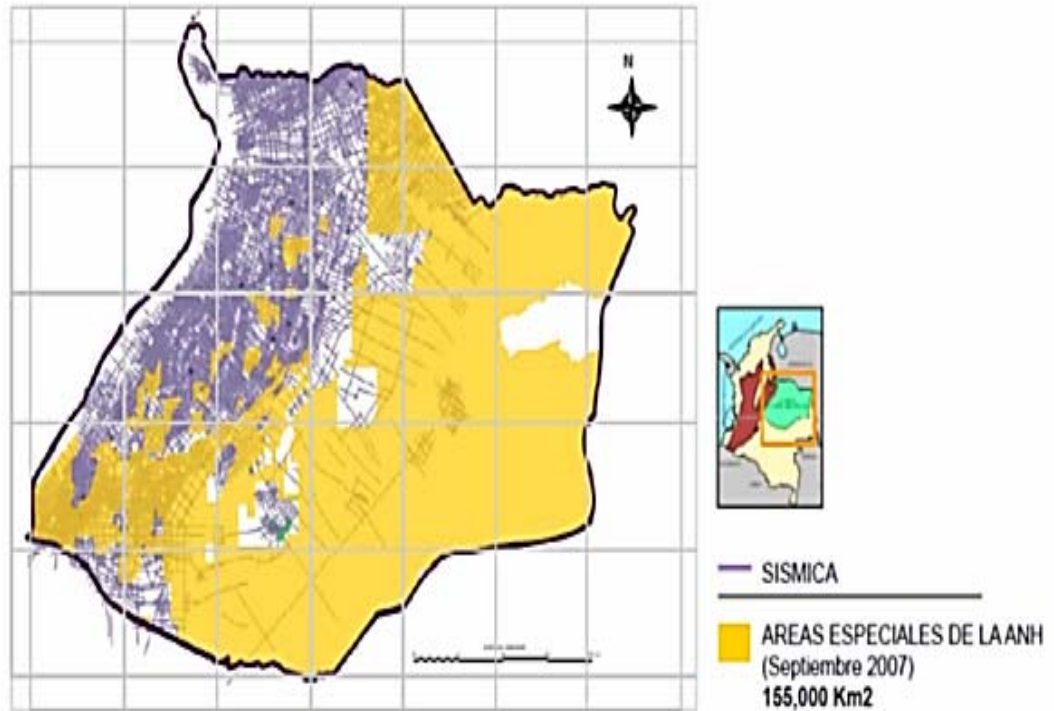 N
SISMICA
AREAS ESPECIALES DE LA ANH
(Septiembre 2007)
155,000 Km2